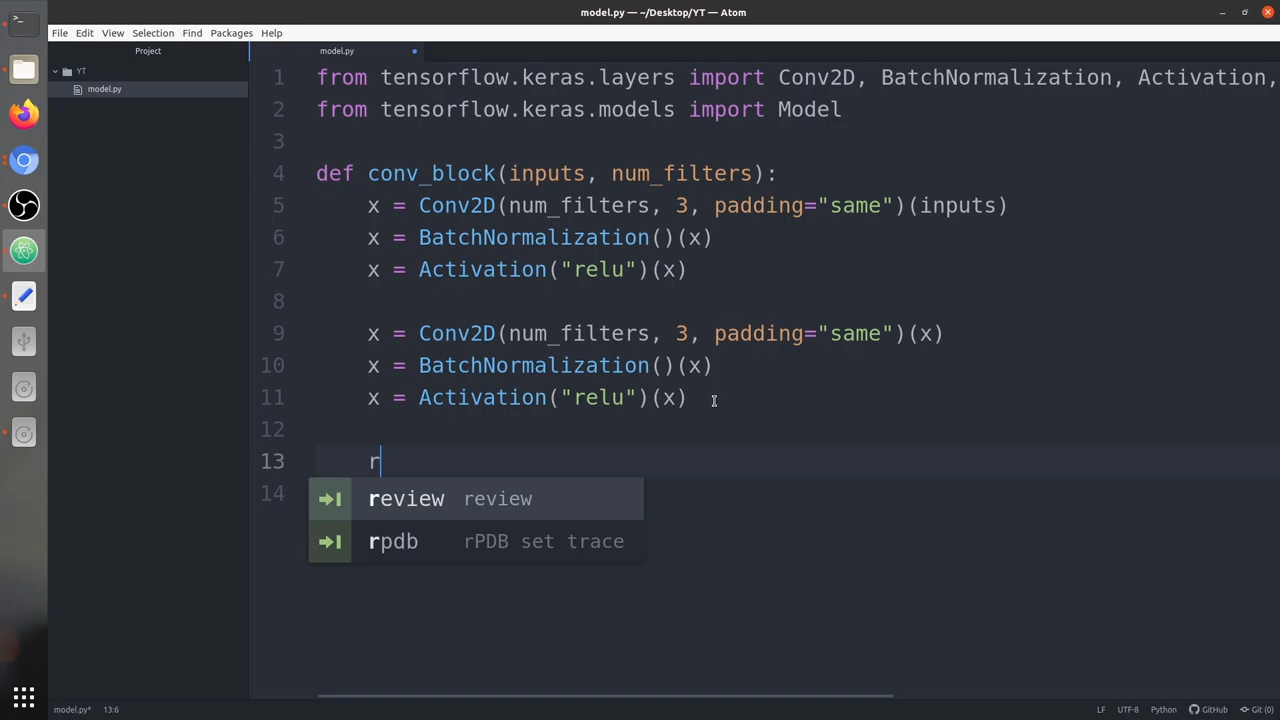 model.py — ~/Desktop/YT — Atom
File Edit View Selection Find Packages Help
Project
model.py
YT
model.py
1 from tensorflow.keras.layers import Conv2D, BatchNormalization, Activation,
2 from tensorflow.keras.models import Model
3
4 def conv_block(inputs, num_filters):
5 x = Conv2D(num_filters, 3, padding="same")(inputs)
6 x = BatchNormalization()(x)
7 x = Activation("relu")(x)
8
9 x = Conv2D(num_filters, 3, padding="same")(x)
10 x = BatchNormalization()(x)
11 x = Activation("relu")(x)
12
13 r
14
review review
rpdb rPDB set trace
model.py* 13:6 LF UTF-8 Python GitHub Git (0)